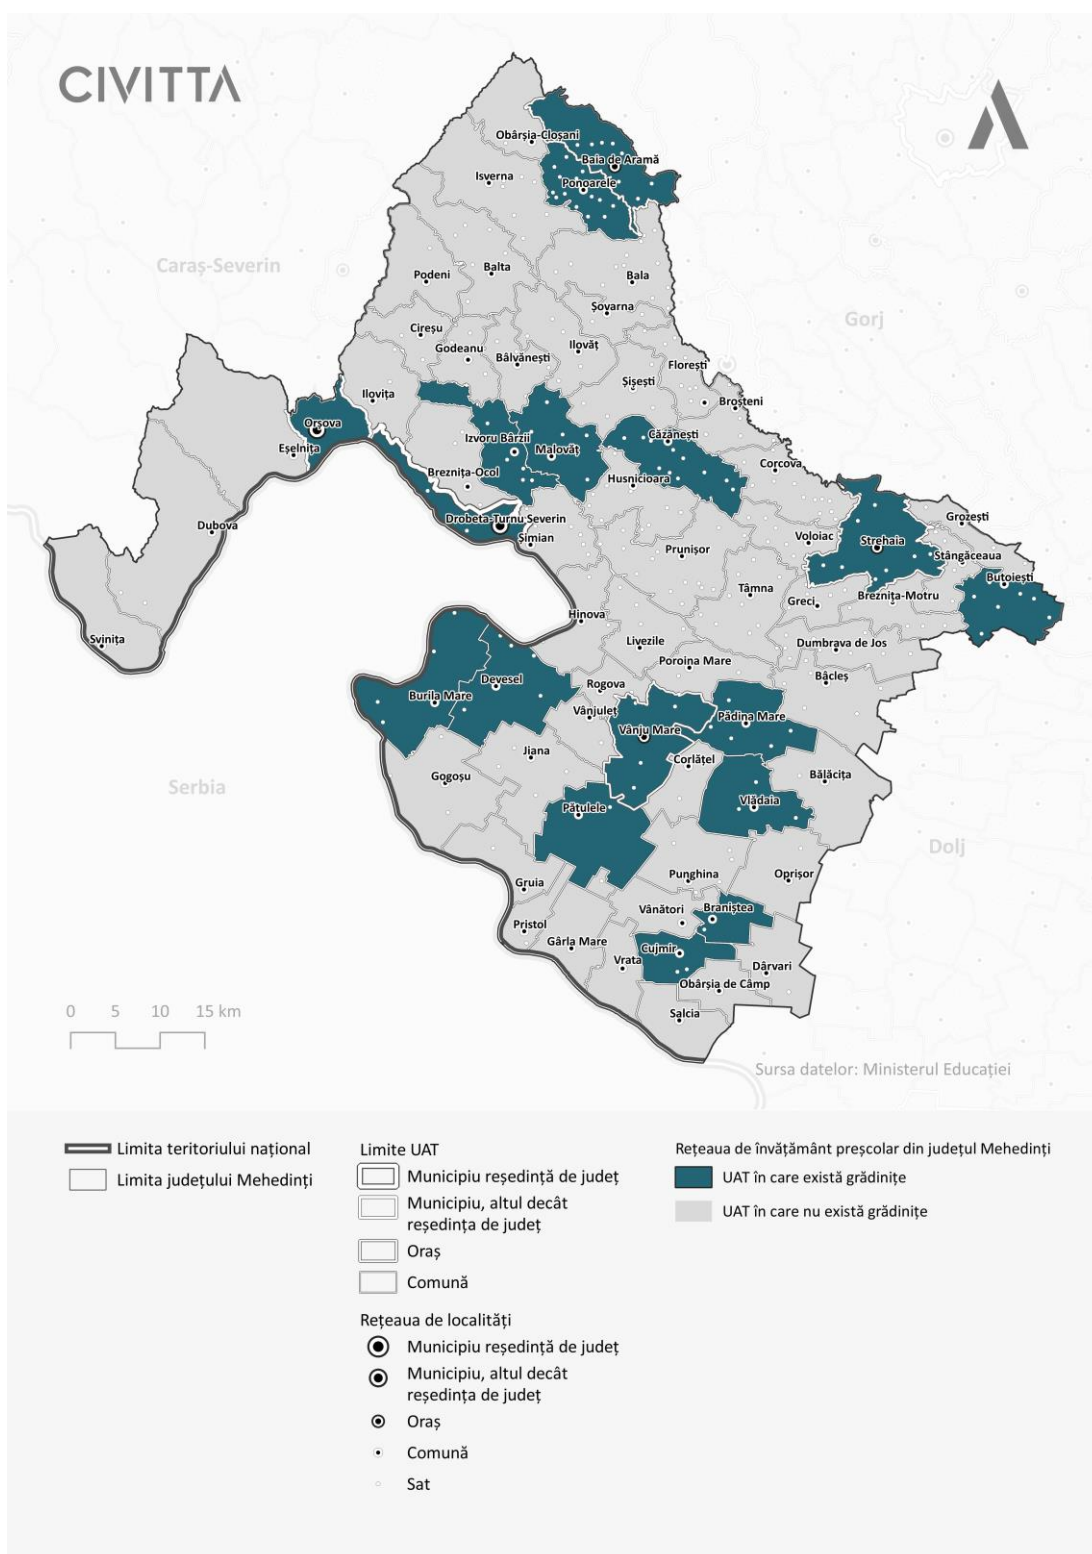 CIVITTA
Obârșia-Cloșani
Baia de Aramă
Isverna
Ponoarele
Caraș-Severin
Balta
Podeni
Bala
Șovarna
Gorj
Cireșu
Godeanu
Ilovăț
Bâlvănești
Florești
Șișești
Ilovița
Broșteni
Orșova
Căzănești
Izvoru Bârzii
Eșelnița
Malovăț
Corcova
Breznița-Ocol
Husnicioara
Grozești
Drobeta-Turnu Severin
Dubova
Șimian
Voloiac
Strehaia
Prunișor
Stângăceaua
Butoiești
Tâmna
Greci
Breznița-Motru
Hinova
Svinița
Livezile
Dumbrava de Jos
Poroina Mare
Bâcleș
Devesel
Rogova
Burila Mare
Vânjuleț
Pădina Mare
Vânju Mare
Jiana
Corlățel
Gogoșu
Bălăcița
Serbia
Pătulele
Vlădaia
Dolj
Punghina
Oprișor
Gruia
Vânători
Braniștea
Pristol
Gârla Mare
Cujmir
Vrata
Dârvari
Obârșia de Câmp
Salcia
0 5 10 15 km
Sursa datelor: Ministerul Educației
Limita teritoriului național
Limita județului Mehedinți
Limite UAT
Municipiu reședință de județ
Municipiu, altul decât
reședința de județ
Oraș
Comună
Rețeaua de localități
Municipiu reședință de județ
Municipiu, altul decât
reședința de județ
Oraș
Comună
Sat
Rețeaua de învățământ preșcolar din județul Mehedinți
UAT în care există grădinițe
UAT în care nu există grădinițe